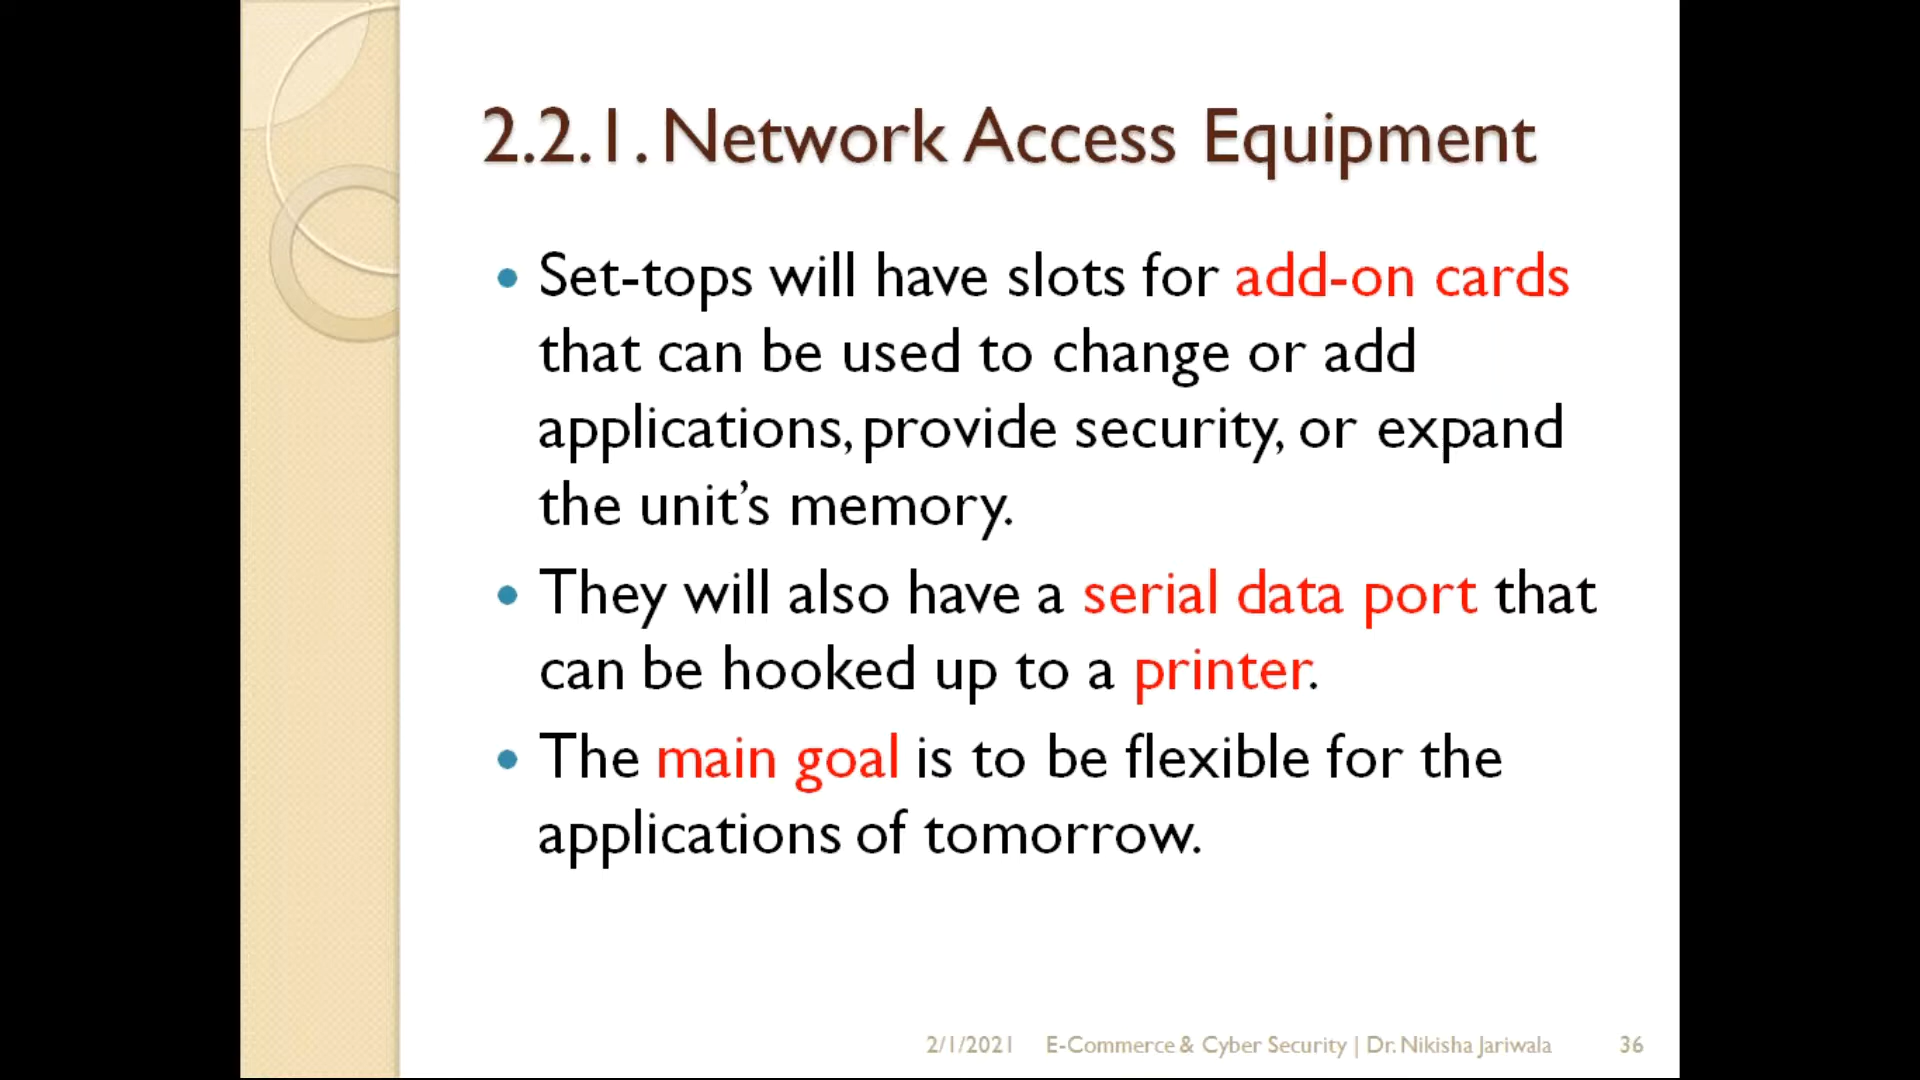 2.2.1. Network Access Equipment
• Set-tops will have slots for add-on cards
that can be used to change or add
applications, provide security, or expand
the unit’s memory.
• They will also have a serial data port that
can be hooked up to a printer.
• The main goal is to be flexible for the
applications of tomorrow.
2/1/2021 E-Commerce & Cyber Security | Dr. Nikisha Jariwala 36